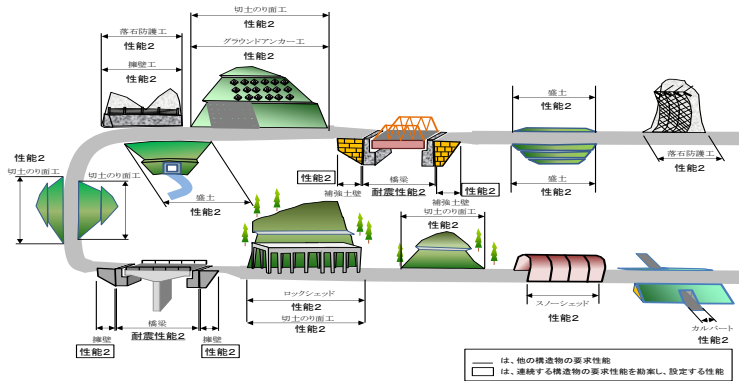 切土のり面工
性能2
落石防護工
性能2
グラウンドアンカー工
性能2
擁壁工
性能2
盛土
性能2
落石防護工
性能2
性能2
切土のり面工
切土のり面工
性能2
盛土
性能2
性能2
補強土壁
橋梁
耐震性能2
補強土壁
性能2
盛土
性能2
切土のり面工
性能2
ロックシェッド
性能2
切土のり面工
性能2
スノーシェッド
性能2
カルバート
性能2
擁壁
性能2
橋梁
耐震性能2
擁壁
性能2
は、他の構造物の要求性能
は、連続する構造物の要求性能を勘案し、設定する性能